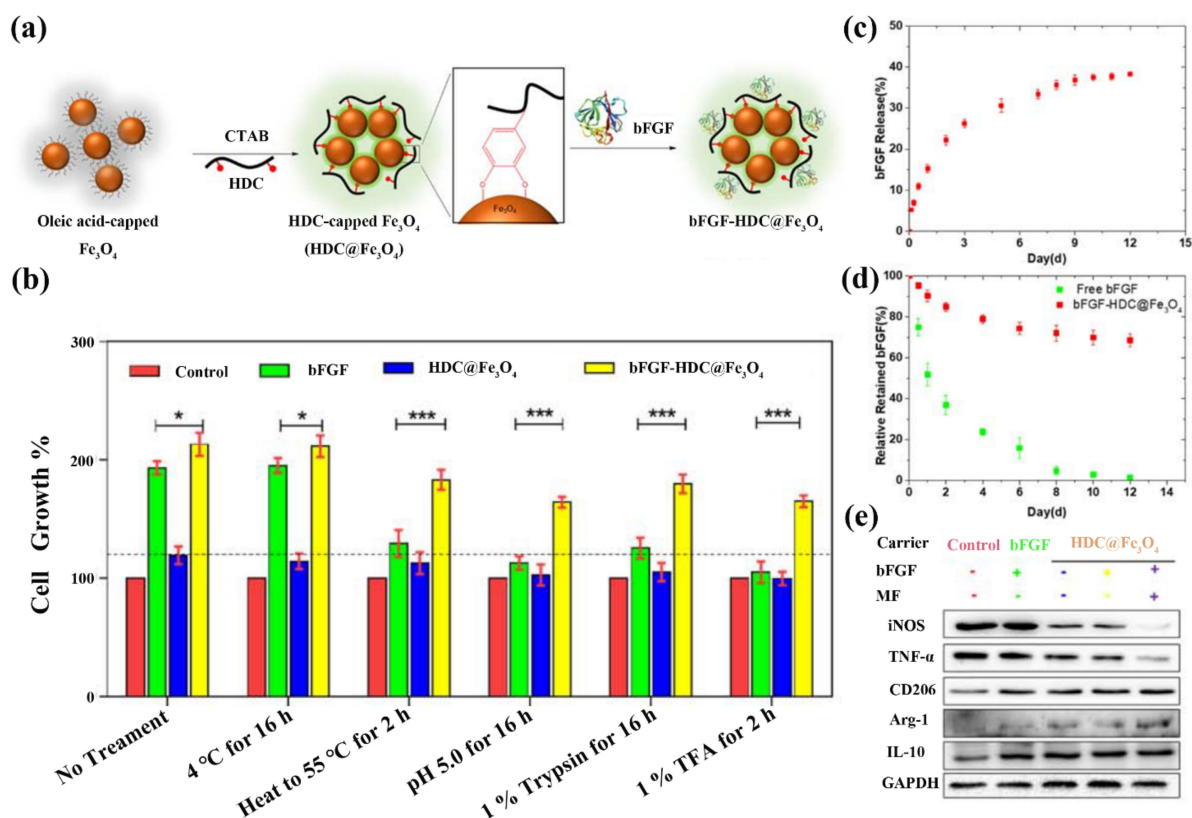 (a)
CTAB
HDC
Oleic acid-capped
Fe₃O₄
HDC-capped Fe₃O₄
(HDC@Fe₃O₄)
Fe₃O₄
bFGF
bFGF-HDC@Fe₃O₄
(b)
Cell Growth %
300
200
100
0
Control
bFGF
HDC@Fe₃O₄
bFGF-HDC@Fe₃O₄
*
*
***
***
***
***
No Treament
4 °C for 16 h
Heat to 55 °C for 2 h
pH 5.0 for 16 h
1 % Trypsin for 16 h
1 % TFA for 2 h
(c)
bFGF Release(%)
50
40
30
20
10
0
0 3 6 9 12 15
Day(d)
(d)
Relative Retained bFGF(%)
100
80
60
40
20
0
Free bFGF
bFGF-HDC@Fe₃O₄
0 2 4 6 8 10 12 14
Day(d)
(e)
Carrier Control bFGF HDC@Fe₃O₄
bFGF - + - + +
MF - - - - +
iNOS
TNF-α
CD206
Arg-1
IL-10
GAPDH